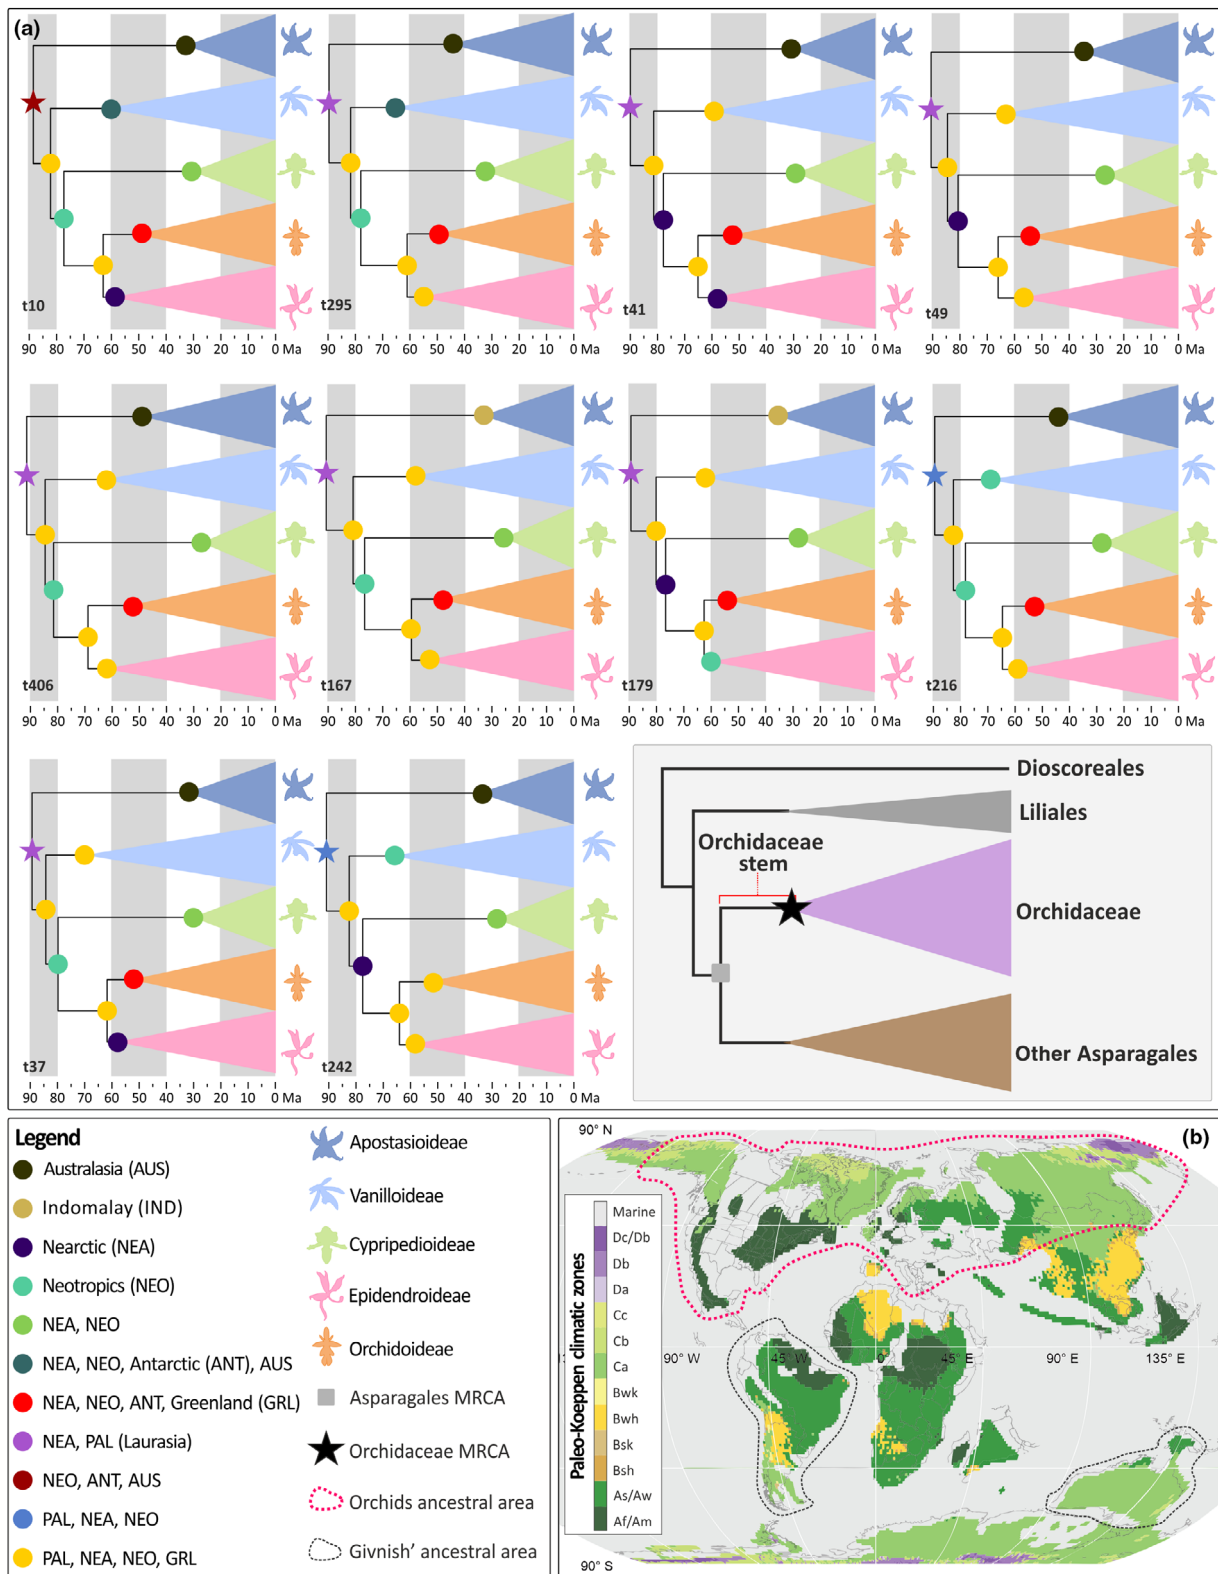 (a)
t10
90 80 70 60 50 40 30 20 10 0 Ma
t295
90 80 70 60 50 40 30 20 10 0 Ma
t41
90 80 70 60 50 40 30 20 10 0 Ma
t49
90 80 70 60 50 40 30 20 10 0 Ma
t406
90 80 70 60 50 40 30 20 10 0 Ma
t167
90 80 70 60 50 40 30 20 10 0 Ma
t179
90 80 70 60 50 40 30 20 10 0 Ma
t216
90 80 70 60 50 40 30 20 10 0 Ma
t37
90 80 70 60 50 40 30 20 10 0 Ma
t242
90 80 70 60 50 40 30 20 10 0 Ma
Dioscoreales
Liliales
Orchidaceae
stem
Orchidaceae
Other Asparagales
Legend
Australasia (AUS)
Indomalay (IND)
Nearctic (NEA)
Neotropics (NEO)
NEA, NEO
NEA, NEO, Antarctic (ANT), AUS
NEA, NEO, ANT, Greenland (GRL)
NEA, PAL (Laurasia)
NEO, ANT, AUS
PAL, NEA, NEO
PAL, NEA, NEO, GRL
Apostasioideae
Vanilloideae
Cypripedioideae
Epidendroideae
Orchidoideae
Asparagales MRCA
Orchidaceae MRCA
Orchids ancestral area
Givnish' ancestral area
(b)
90° N
Paleo-Koeppen climatic zones
Marine
Dc/Db
Db
Da
Cc
Cb
Ca
Bwk
Bwh
Bsk
Bsh
As/Aw
Af/Am
90° W
45° W
0°
45° E
90° E
135° E
90° S